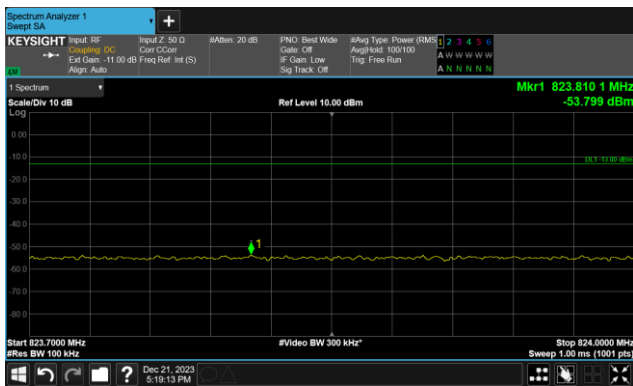 Spectrum Analyzer 1
Swept SA
+
KEYSIGHT Input: RF Input Z: 50 Ω #Atten: 20 dB PNO: Best Wide #Avg Type: Power (RMS 1 2 3 4 5 6
Coupling: DC Corr CCorr Gate: Off Avg|Hold: 100/100 A W W W W W
Ext Gain: -11.00 dB Freq Ref: Int (S) IF Gain: Low Trig: Free Run
Align: Auto Sig Track: Off A N N N N N
1 Spectrum
Mkr1 823.810 1 MHz
Scale/Div 10 dB Ref Level 10.00 dBm -53.799 dBm
Log
0.00
-10.0
DL1 -13.00 dBm
-20.0
-30.0
-40.0
-50.0
1
-60.0
-70.0
-80.0
Start 823.7000 MHz #Video BW 300 kHz* Stop 824.0000 MHz
#Res BW 100 kHz Sweep 1.00 ms (1001 pts)
? Dec 21, 2023
5:19:13 PM